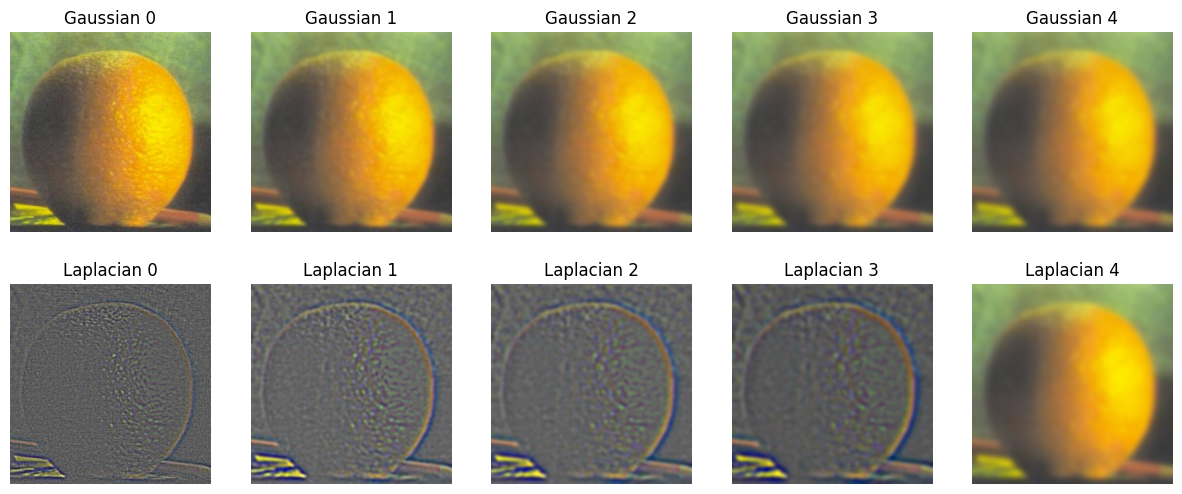 Gaussian 0
Gaussian 1
Gaussian 2
Gaussian 3
Gaussian 4
Laplacian 0
Laplacian 1
Laplacian 2
Laplacian 3
Laplacian 4